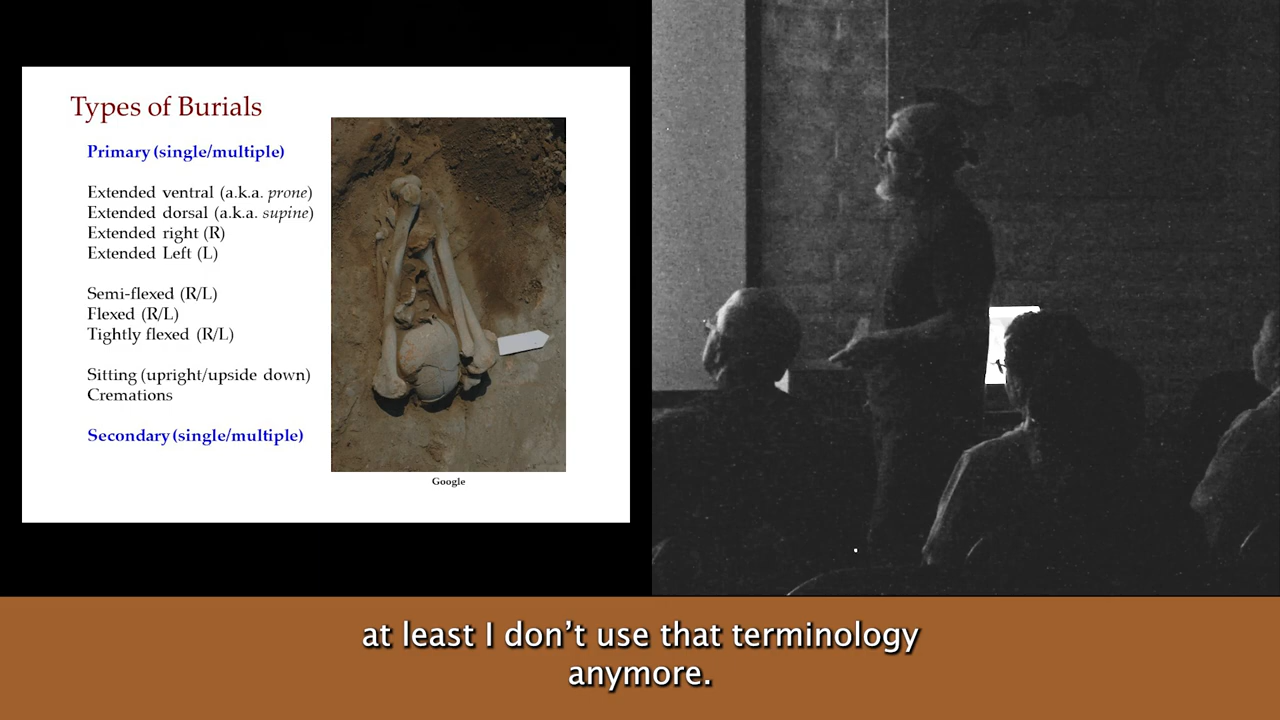 Types of Burials
Primary (single/multiple)
Extended ventral (a.k.a. prone)
Extended dorsal (a.k.a. supine)
Extended right (R)
Extended Left (L)
Semi-flexed (R/L)
Flexed (R/L)
Tightly flexed (R/L)
Sitting (upright/upside down)
Cremations
Secondary (single/multiple)
Google
at least I don’t use that terminology
anymore.